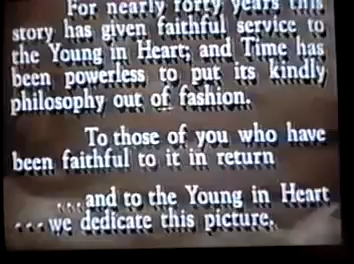 For nearly forty years this
story has given faithful service to
the Young in Heart; and Time has
been powerless to put its kindly
philosophy out of fashion.
To those of you who have
been faithful to it in return
...and to the Young in Heart
...we dedicate this picture.